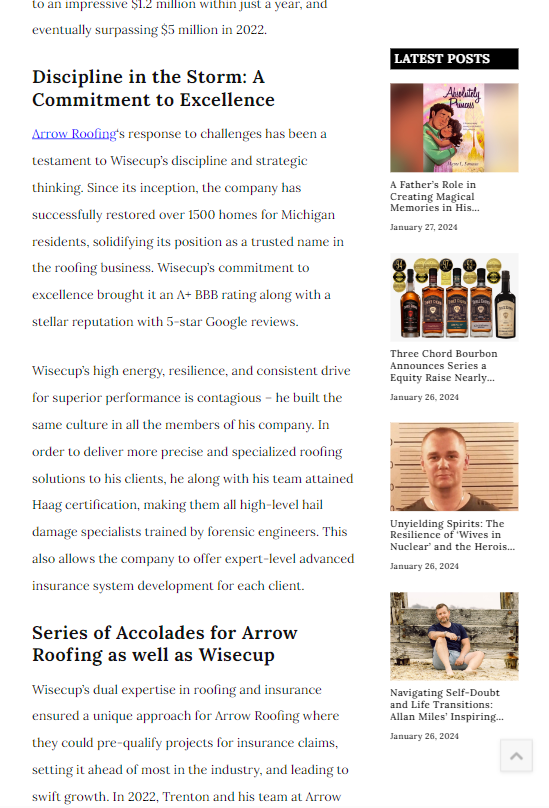 to an impressive $1.2 million within just a year, and
eventually surpassing $5 million in 2022.
Discipline in the Storm: A
Commitment to Excellence
Arrow Roofing's response to challenges has been a
testament to Wisecup's discipline and strategic
thinking. Since its inception, the company has
successfully restored over 1500 homes for Michigan
residents, solidifying its position as a trusted name in
the roofing business. Wisecup's commitment to
excellence brought it an A+ BBB rating along with a
stellar reputation with 5-star Google reviews.
Wisecup's high energy, resilience, and consistent drive
for superior performance is contagious – he built the
same culture in all the members of his company. In
order to deliver more precise and specialized roofing
solutions to his clients, he along with his team attained
Haag certification, making them all high-level hail
damage specialists trained by forensic engineers. This
also allows the company to offer expert-level advanced
insurance system development for each client.
Series of Accolades for Arrow
Roofing as well as Wisecup
Wisecup's dual expertise in roofing and insurance
ensured a unique approach for Arrow Roofing where
they could pre-qualify projects for insurance claims,
setting it ahead of most in the industry, and leading to
swift growth. In 2022, Trenton and his team at Arrow
LATEST POSTS
Absolutely
Princess
A Father's Role in
Creating Magical
Memories in His...
January 27, 2024
Three Chord Bourbon
Announces Series a
Equity Raise Nearly...
January 26, 2024
Unyielding Spirits: The
Resilience of 'Wives in
Nuclear' and the Herois...
January 26, 2024
Navigating Self-Doubt
and Life Transitions:
Allan Miles' Inspiring...
January 26, 2024